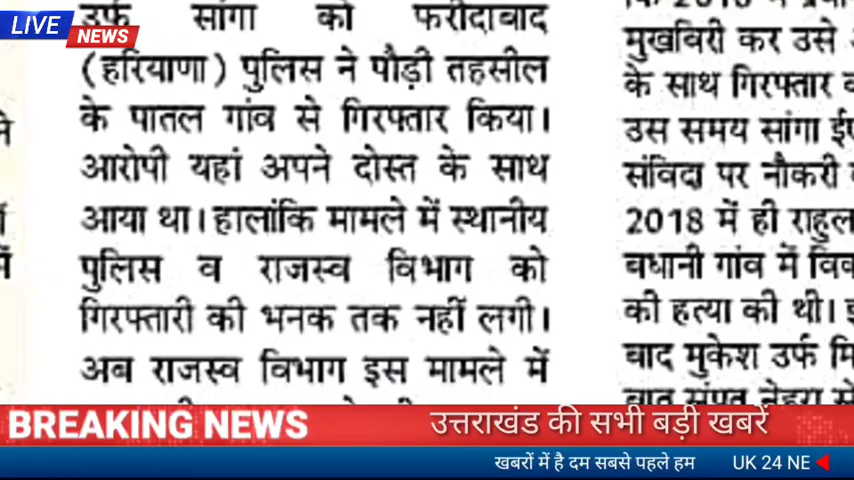 LIVE
NEWS
उर्फ सांगा को फरीदाबाद
(हरियाणा) पुलिस ने पौड़ी तहसील
के पातल गांव से गिरफ्तार किया।
आरोपी यहां अपने दोस्त के साथ
आया था। हालांकि मामले में स्थानीय
पुलिस व राजस्व विभाग को
गिरफ्तारी की भनक तक नहीं लगी।
अब राजस्व विभाग इस मामले में
मुखबिरी कर उसे
के साथ गिरफ्तार
उस समय सांगा
संविदा पर नौकरी
2018 में ही राहुल
बधानी गांव में
की हत्या की थी।
बाद मुकेश उर्फ
BREAKING NEWS
उत्तराखंड की सभी बड़ी खबरें
खबरों में है दम सबसे पहले हम
UK 24 NE